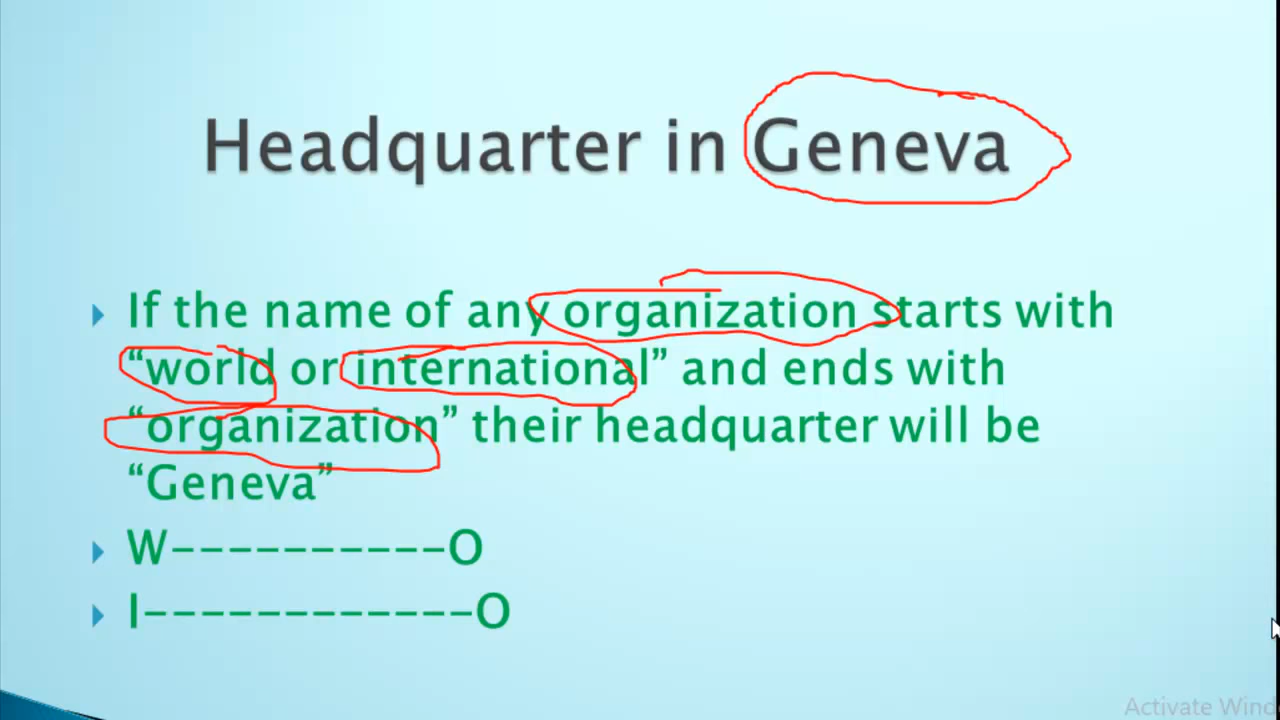 Headquarter in Geneva
If the name of any organization starts with
“world or international” and ends with
“organization” their headquarter will be
“Geneva”
W----------O
I------------O
Activate Wind